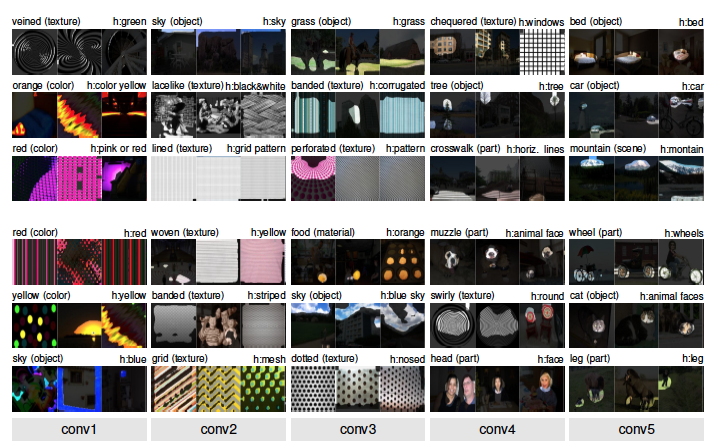 veined (texture) h:green sky (object) h:sky grass (object) h:grass chequered (texture) h:windows bed (object) h:bed
orange (color) h:color yellow lacelike (texture) h:black&white banded (texture) h:corrugated tree (object) h:tree car (object) h:car
red (color) h:pink or red lined (texture) h:grid pattern perforated (texture) h:pattern crosswalk (part) h:horiz. lines mountain (scene) h:montain
red (color) h:red woven (texture) h:yellow food (material) h:orange muzzle (part) h:animal face wheel (part) h:wheels
yellow (color) h:yellow banded (texture) h:striped sky (object) h:blue sky swirly (texture) h:round cat (object) h:animal faces
sky (object) h:blue grid (texture) h:mesh dotted (texture) h:nosed head (part) h:face leg (part) h:leg
conv1 conv2 conv3 conv4 conv5